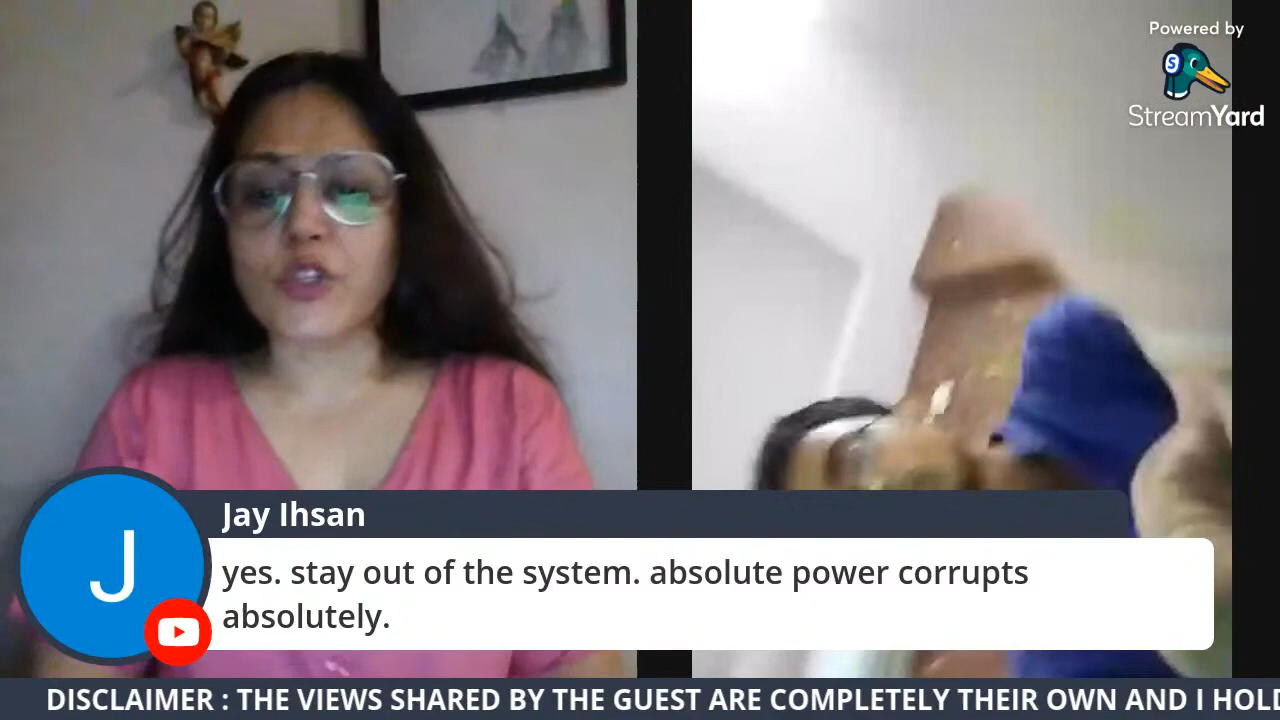 Powered by
S
StreamYard
J
Jay Ihsan
yes. stay out of the system. absolute power corrupts
absolutely.
DISCLAIMER : THE VIEWS SHARED BY THE GUEST ARE COMPLETELY THEIR OWN AND I HOLD